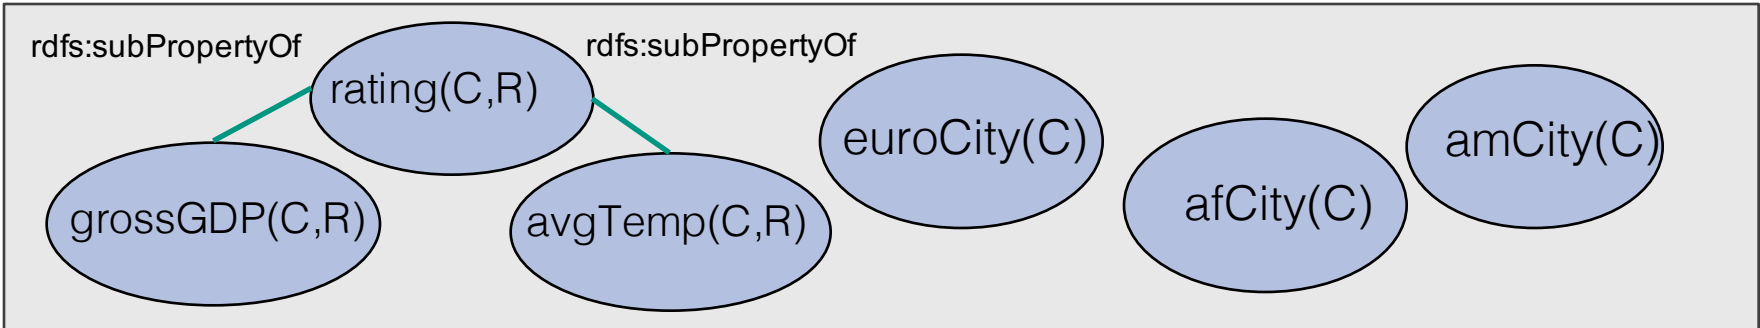 rdfs:subPropertyOf
rating(C,R)
rdfs:subPropertyOf
grossGDP(C,R)
avgTemp(C,R)
euroCity(C)
afCity(C)
amCity(C)